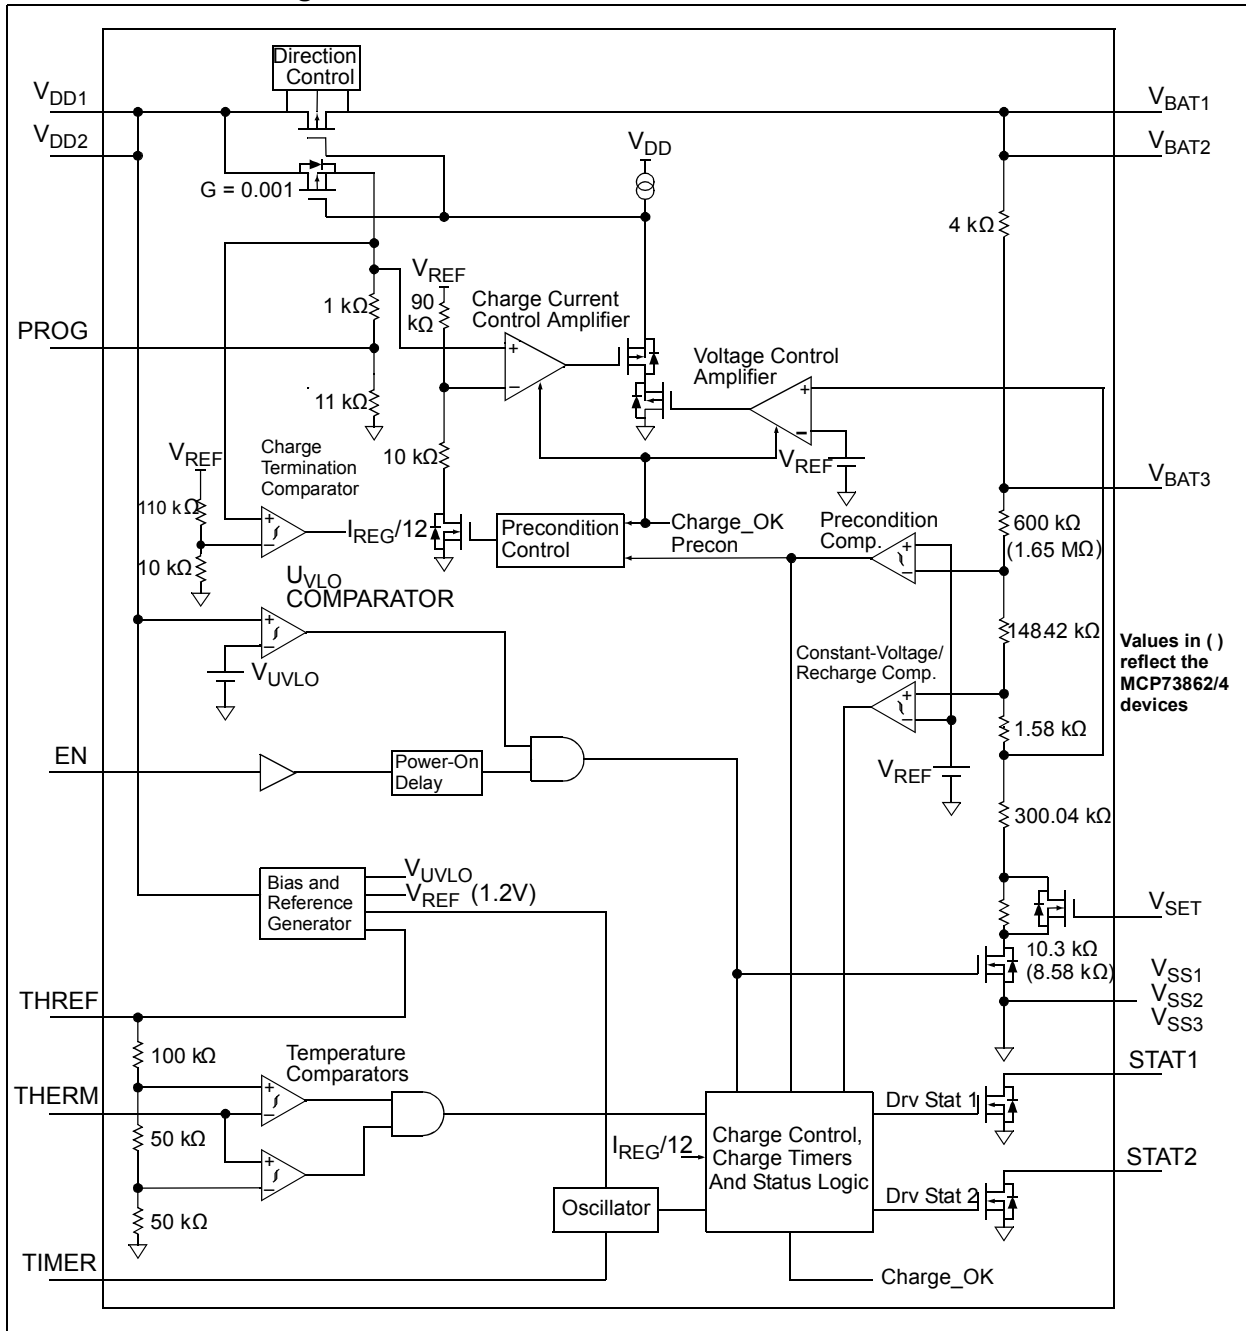 Direction
Control
VDD1
VDD2
VBAT1
VBAT2
VDD
G = 0.001
4 kΩ
VREF
90
kΩ
Charge Current
Control Amplifier
1 kΩ
PROG
Voltage Control
Amplifier
11 kΩ
VREF
Charge
Termination
Comparator
10 kΩ
VREF
VBAT3
110 kΩ
IREG/12
Precondition
Control
Charge_OK
Precon
Precondition
Comp.
600 kΩ
(1.65 MΩ)
10 kΩ
UVLO
COMPARATOR
148.42 kΩ
Values in ( )
reflect the
MCP73862/4
devices
VUVLO
Constant-Voltage/
Recharge Comp.
1.58 kΩ
EN
Power-On
Delay
VREF
300.04 kΩ
Bias and
Reference
Generator
VUVLO
VREF (1.2V)
VSET
10.3 kΩ
(8.58 kΩ)
VSS1
VSS2
VSS3
THREF
100 kΩ
Temperature
Comparators
STAT1
THERM
Drv Stat 1
50 kΩ
IREG/12
Charge Control,
Charge Timers
And Status Logic
STAT2
50 kΩ
Oscillator
Drv Stat 2
TIMER
Charge_OK